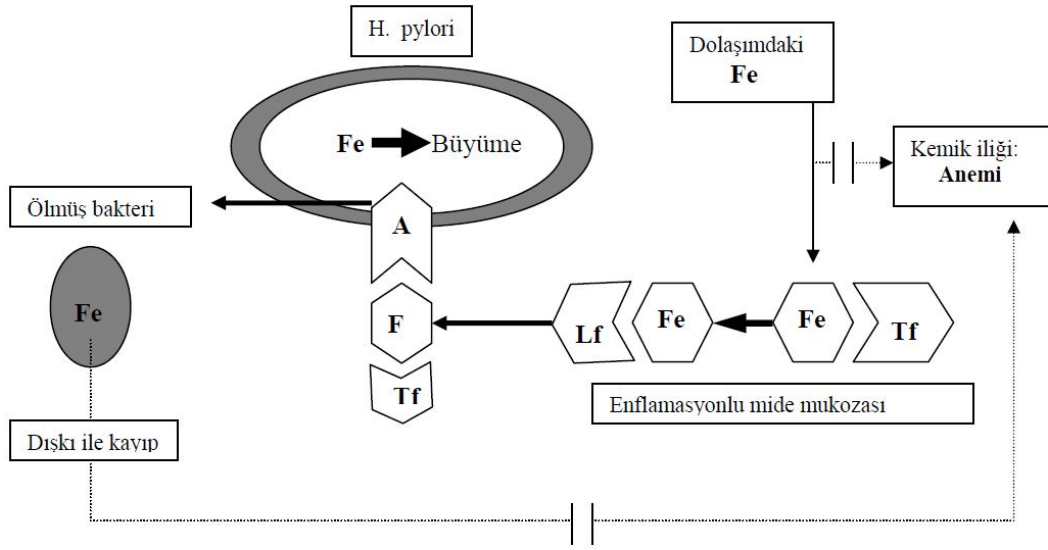 H. pylori
Dolaşımdaki
Fe
Fe Büyüme
Kemik iliği:
Anemi
Ölmüş bakteri
A
Fe
F
Lf
Fe
Fe
Tf
Tf
Enflamasyonlu mide mukozası
Dışkı ile kayıp